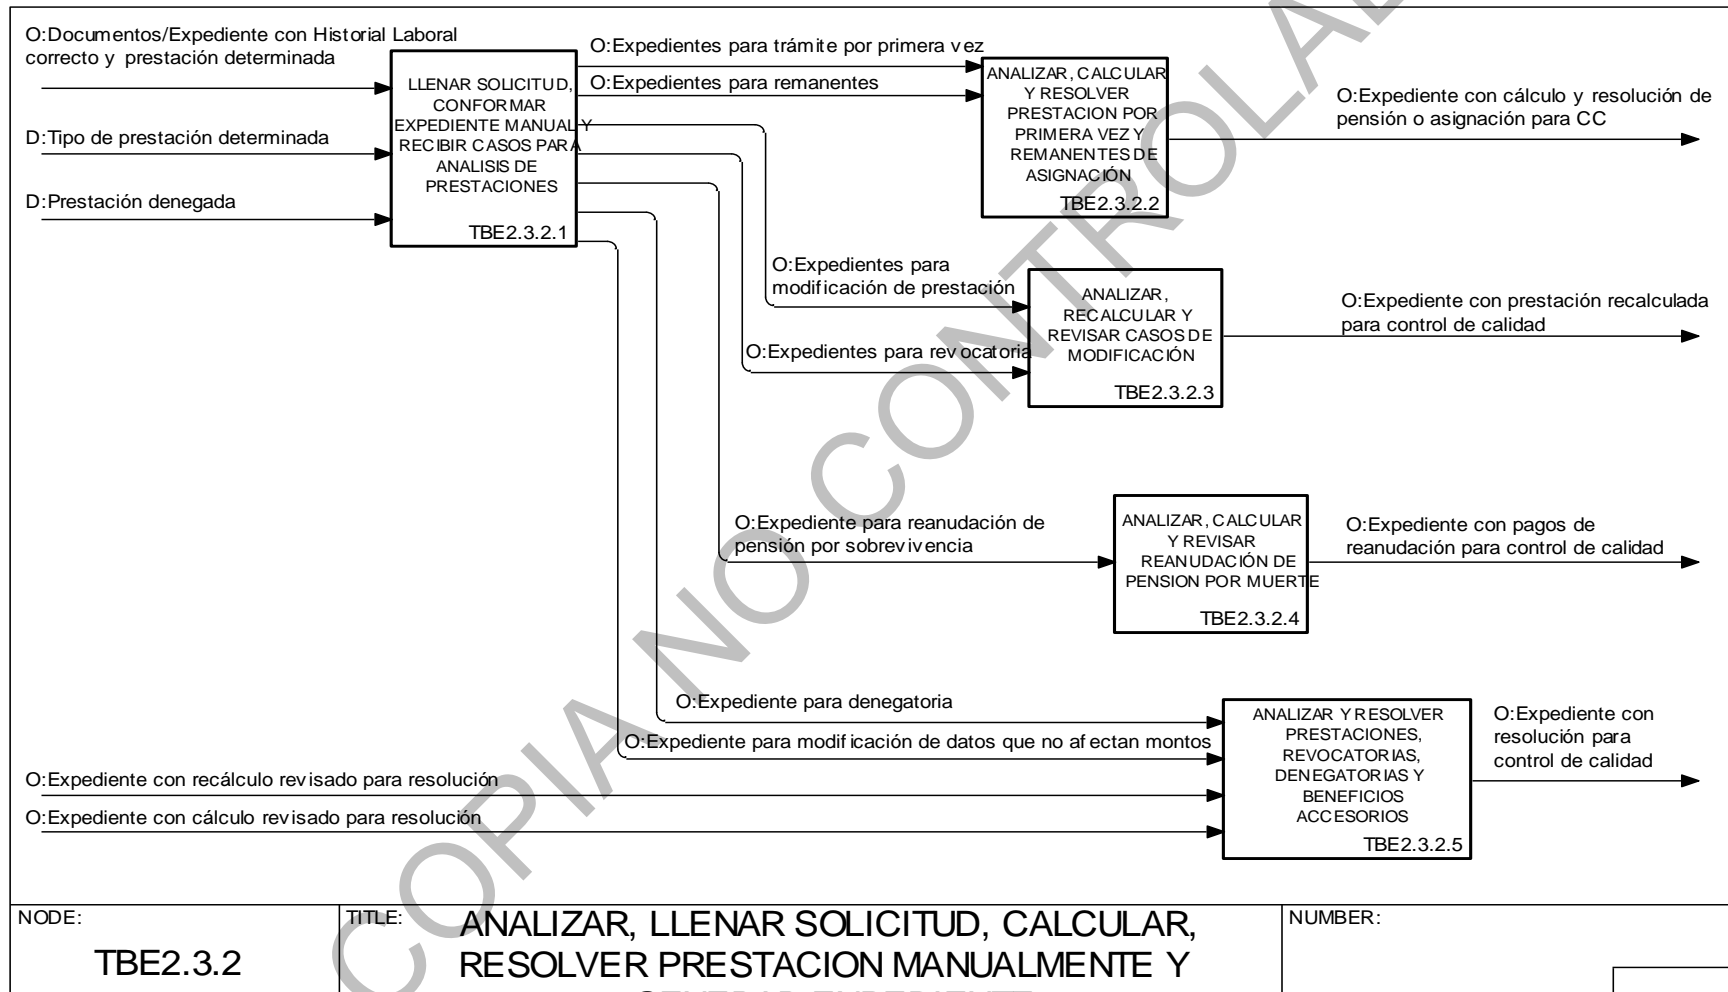 O:Documentos/Expediente con Historial Laboral
correcto y prestación determinada
D:Tipo de prestación determinada
D:Prestación denegada
LLENAR SOLICITUD,
CONFORMAR
EXPEDIENTE MANUAL Y
RECIBIR CASOS PARA
ANALISIS DE
PRESTACIONES
TBE2.3.2.1
O:Expedientes para trámite por primera vez
O:Expedientes para remanentes
ANALIZAR, CALCULAR
Y RESOLVER
PRESTACION POR
PRIMERA VEZ Y
REMANENTES DE
ASIGNACIÓN
TBE2.3.2.2
O:Expediente con cálculo y resolución de
pensión o asignación para CC
O:Expedientes para
modificación de prestación
O:Expedientes para revocatoria
ANALIZAR,
RECALCULAR Y
REVISAR CASOS DE
MODIFICACIÓN
TBE2.3.2.3
O:Expediente con prestación recalculada
para control de calidad
O:Expediente para reanudación de
pensión por sobrevivencia
ANALIZAR, CALCULAR
Y REVISAR
REANUDACIÓN DE
PENSION POR MUERTE
TBE2.3.2.4
O:Expediente con pagos de
reanudación para control de calidad
O:Expediente para denegatoria
O:Expediente para modificación de datos que no afectan montos
O:Expediente con recálculo revisado para resolución
O:Expediente con cálculo revisado para resolución
ANALIZAR Y RESOLVER
PRESTACIONES,
REVOCATORIAS,
DENEGATORIAS Y
BENEFICIOS
ACCESORIOS
TBE2.3.2.5
O:Expediente con
resolución para
control de calidad
COPIA NO CONTROLA
NODE:
TBE2.3.2
TITLE:
ANALIZAR, LLENAR SOLICITUD, CALCULAR,
RESOLVER PRESTACION MANUALMENTE Y
NUMBER: